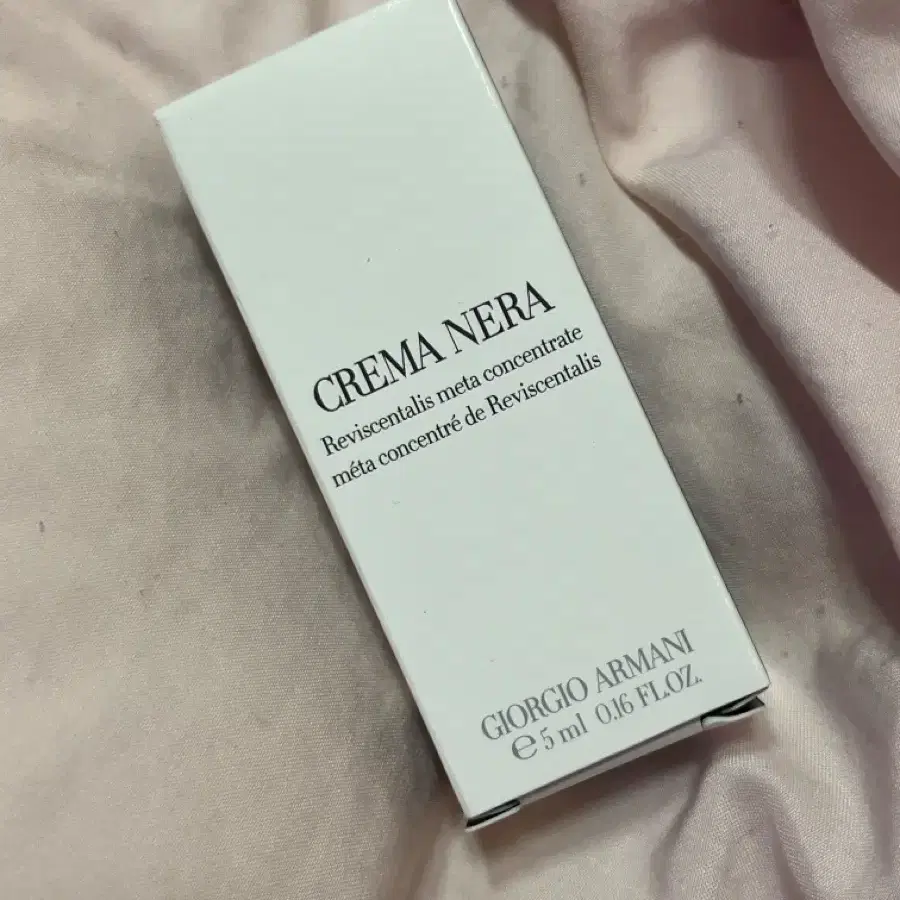 CREMA NERA
Reviscentalis meta concentrate
méta concentré de Reviscentalis
GIORGIO ARMANI
℮ 5 ml 0.16 FL.OZ.